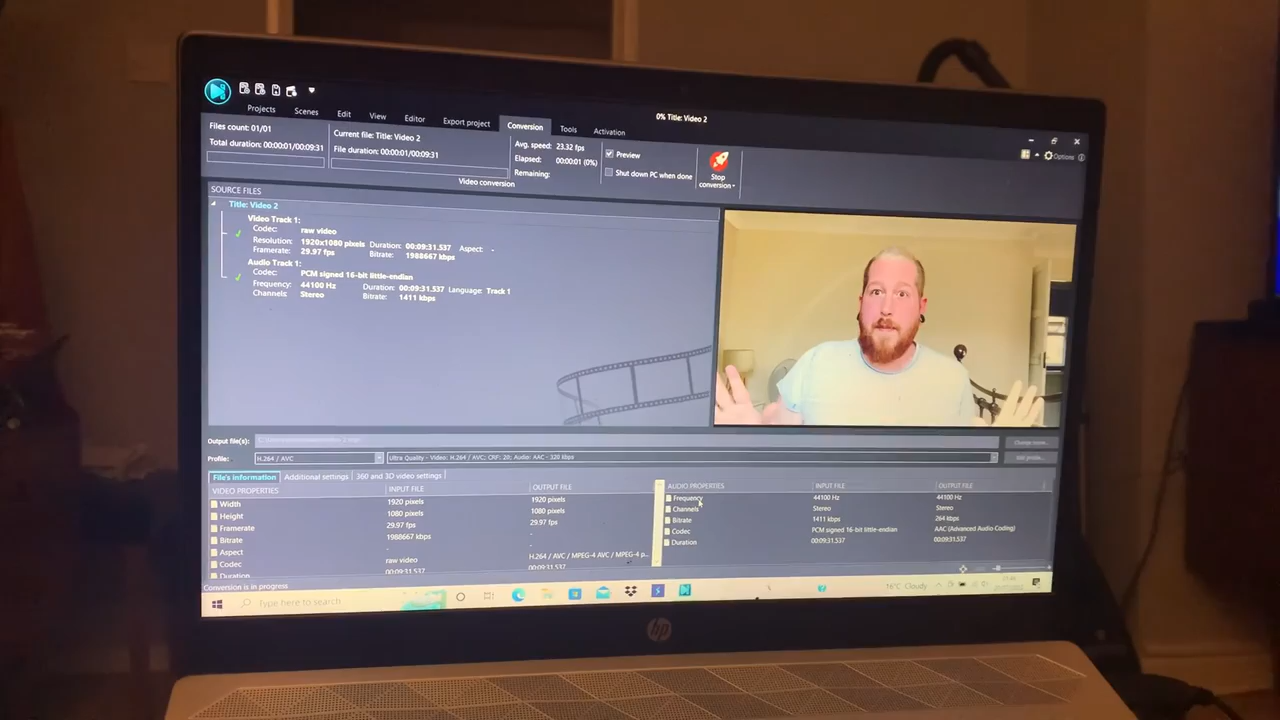 0% Title: Video 2
Projects Scenes Edit View Editor Export project Conversion Tools Activation
Options
Files count: 01/01
Total duration: 00:00:01/00:09:31
Current file: Title: Video 2
File duration: 00:00:01/00:09:31
Avg. speed: 23.32 fps
Elapsed: 00:00:01 (0%)
Remaining:
Preview
Shut down PC when done
Stop
conversion
Video conversion
SOURCE FILES
Title: Video 2
Video Track 1:
Codec: raw video
Resolution: 1920x1080 pixels Duration: 00:09:31.537 Aspect: -
Framerate: 29.97 fps Bitrate: 1988667 kbps
Audio Track 1:
Codec: PCM signed 16-bit little-endian
Frequency: 44100 Hz Duration: 00:09:31.537 Language: Track 1
Channels: Stereo Bitrate: 1411 kbps
Output file(s):
Profile: H.264 / AVC Ultra Quality - Video: H.264 / AVC; CRF: 20; Audio: AAC - 320 kbps
File's information Additional settings 360 and 3D video settings
VIDEO PROPERTIES INPUT FILE OUTPUT FILE
Width 1920 pixels 1920 pixels
Height 1080 pixels 1080 pixels
Framerate 29.97 fps 29.97 fps
Bitrate 1988667 kbps -
Aspect - -
Codec raw video H.264 / AVC / MPEG-4 AVC / MPEG-4 p...
Duration 00:09:31.537 00:09:31.537
AUDIO PROPERTIES INPUT FILE OUTPUT FILE
Frequency 44100 Hz 44100 Hz
Channels Stereo Stereo
Bitrate 1411 kbps 264 kbps
Codec PCM signed 16-bit little-endian AAC (Advanced Audio Coding)
Duration 00:09:31.537 00:09:31.537
Conversion is in progress
Type here to search
16°C Cloudy
hp